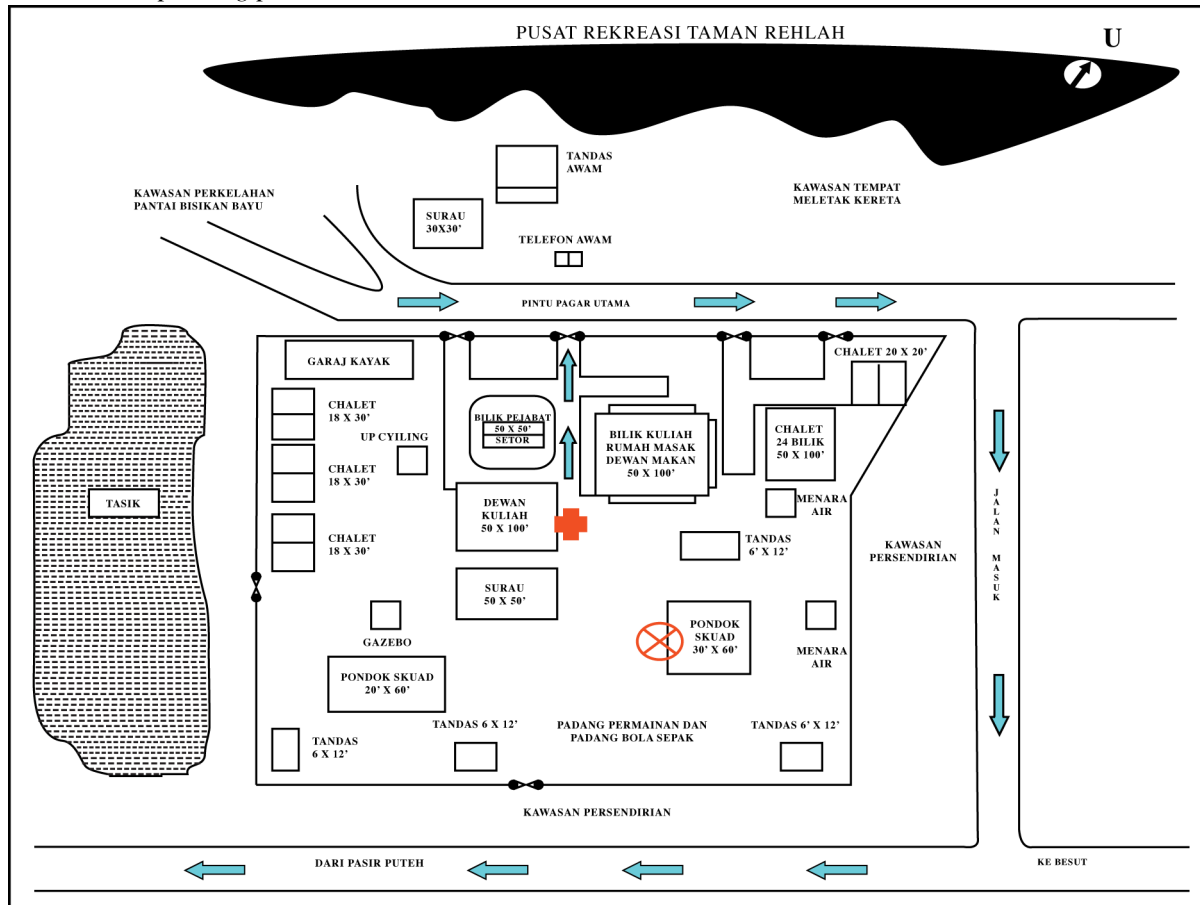 PUSAT REKREASI TAMAN REHLAH
U
TANDAS
AWAM
KAWASAN PERKELAHAN
PANTAI BISIKAN BAYU
KAWASAN TEMPAT
MELETAK KERETA
SURAU
30X30'
TELEFON AWAM
PINTU PAGAR UTAMA
GARAJ KAYAK
CHALET 20 X 20'
CHALET
18 X 30'
BILIK PEJABAT
50 X 50'
SETOR
UP CYILING
BILIK KULIAH
RUMAH MASAK
DEWAN MAKAN
50 X 100'
CHALET
24 BILIK
50 X 100'
CHALET
18 X 30'
TASIK
DEWAN
KULIAH
50 X 100'
MENARA
AIR
CHALET
18 X 30'
TANDAS
6' X 12'
KAWASAN
PERSENDIRIAN
JALAN MASUK
SURAU
50 X 50'
GAZEBO
PONDOK
SKUAD
30' X 60'
MENARA
AIR
PONDOK SKUAD
20' X 60'
TANDAS
6 X 12'
TANDAS 6 X 12'
PADANG PERMAINAN DAN
PADANG BOLA SEPAK
TANDAS 6' X 12'
KAWASAN PERSENDIRIAN
DARI PASIR PUTEH
KE BESUT